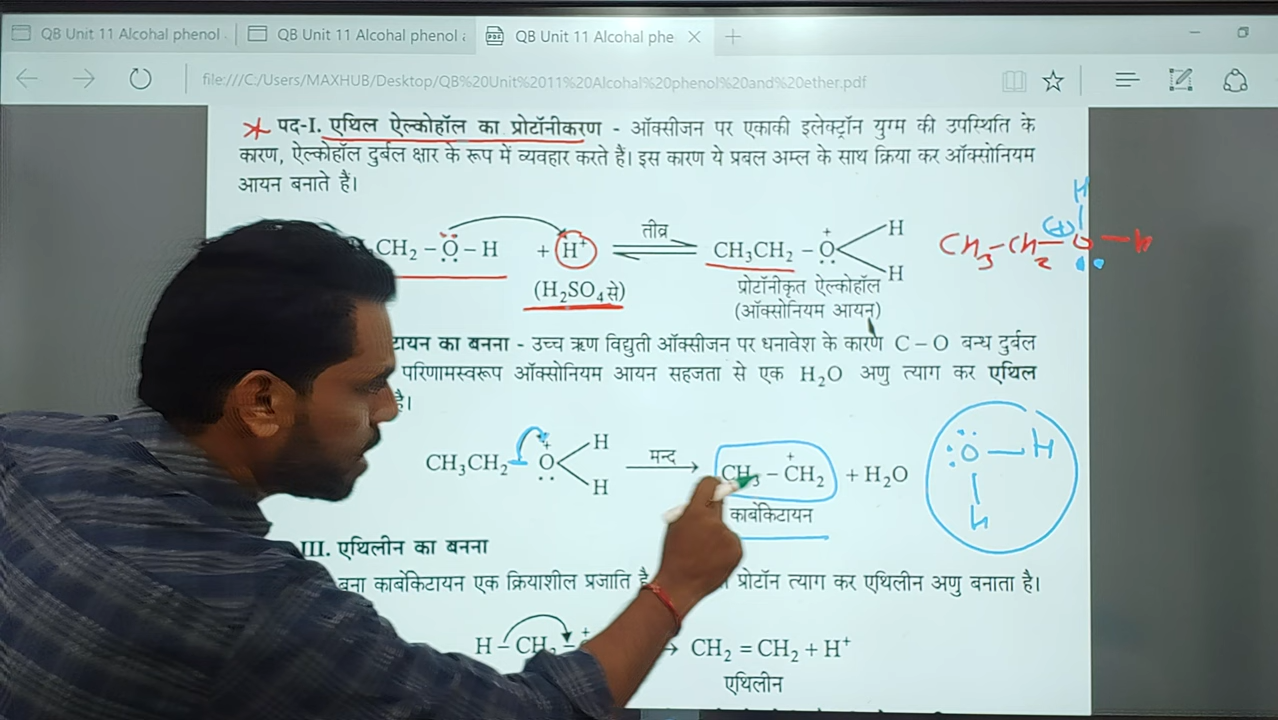 QB Unit 11 Alcohal phenol QB Unit 11 Alcohal phenol a QB Unit 11 Alcohal phe
file:///C:/Users/MAXHUB/Desktop/QB%20Unit%2011%20Alcohal%20phenol%20and%20ether.pdf
पद-I. एथिल ऐल्कोहॉल का प्रोटॉनीकरण - ऑक्सीजन पर एकाकी इलेक्ट्रॉन युग्म की उपस्थिति के
कारण, ऐल्कोहॉल दुर्बल क्षार के रूप में व्यवहार करते हैं। इस कारण ये प्रबल अम्ल के साथ क्रिया कर ऑक्सोनियम
आयन बनाते हैं।
CH₂ – O – H + H⁺ तीव्र CH₃CH₂ – O⁺ H H CH₃–CH₂–O–H H (+)
(H₂SO₄ से) प्रोटॉनीकृत ऐल्कोहॉल
(ऑक्सोनियम आयन)
टायन का बनना - उच्च ऋण विद्युती ऑक्सीजन पर धनावेश के कारण C – O बन्ध दुर्बल
परिणामस्वरूप ऑक्सोनियम आयन सहजता से एक H₂O अणु त्याग कर एथिल
है।
CH₃CH₂ – O⁺ H H मन्द CH₃ – C⁺H₂ + H₂O O – H H
कार्बोकेटायन
III. एथिलीन का बनना
बना कार्बोकेटायन एक क्रियाशील प्रजाति प्रोटॉन त्याग कर एथिलीन अणु बनाता है।
H – CH₂ – → CH₂ = CH₂ + H⁺
एथिलीन